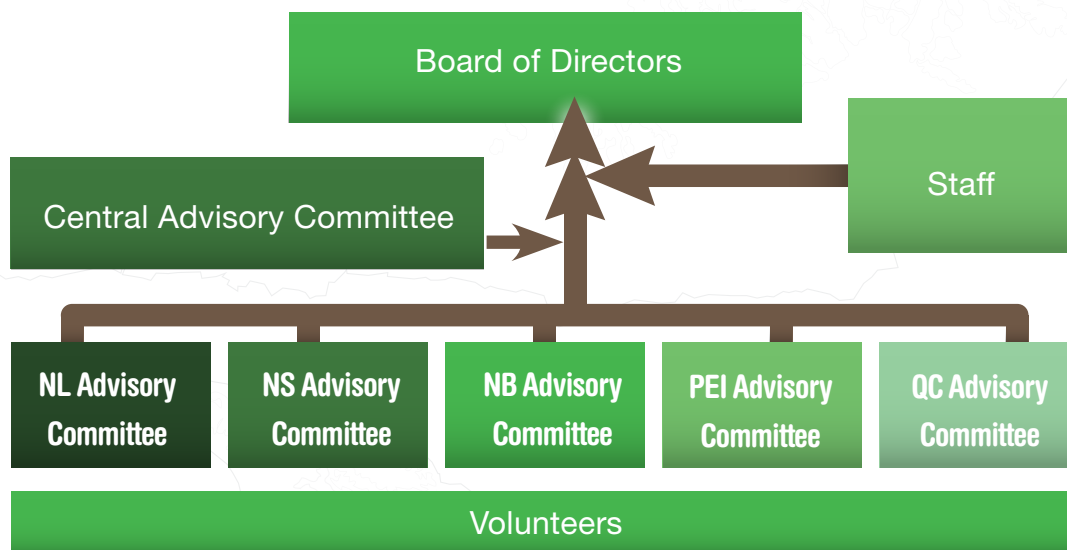 Board of Directors
Staff
Central Advisory Committee
NL Advisory
Committee
NS Advisory
Committee
NB Advisory
Committee
PEI Advisory
Committee
QC Advisory
Committee
Volunteers